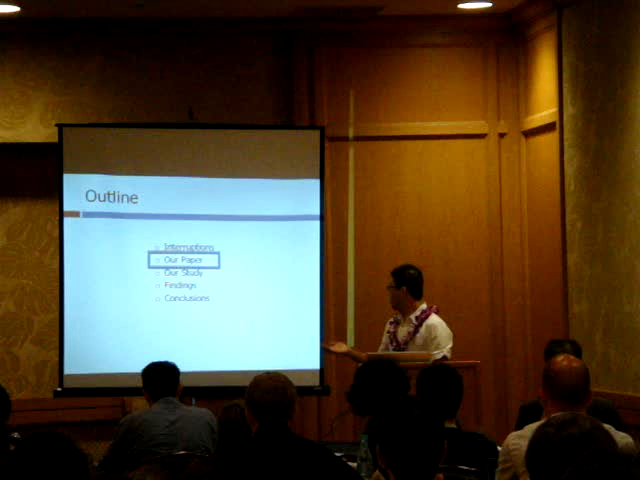 Outline
Interruptions
Our Paper
Our Study
Findings
Conclusions